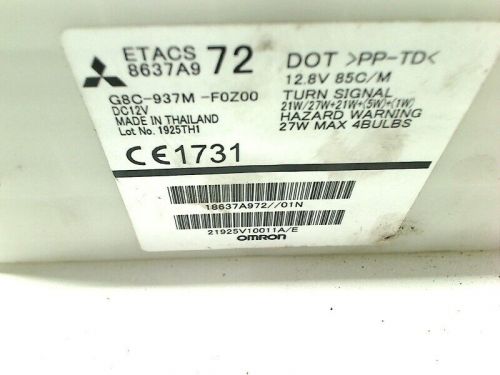 ETACS
8637A9 72
G8C-937M -F0Z00
DC12V
MADE IN THAILAND
Lot No. 1925TH1
CE1731
DOT >PP-TD<
12.8V 85C/M
TURN SIGNAL
21W/27W+21W+(5W)+(1W)
HAZARD WARNING
27W MAX 4BULBS
18637A972//01N
21925V10011A/E
OMRON